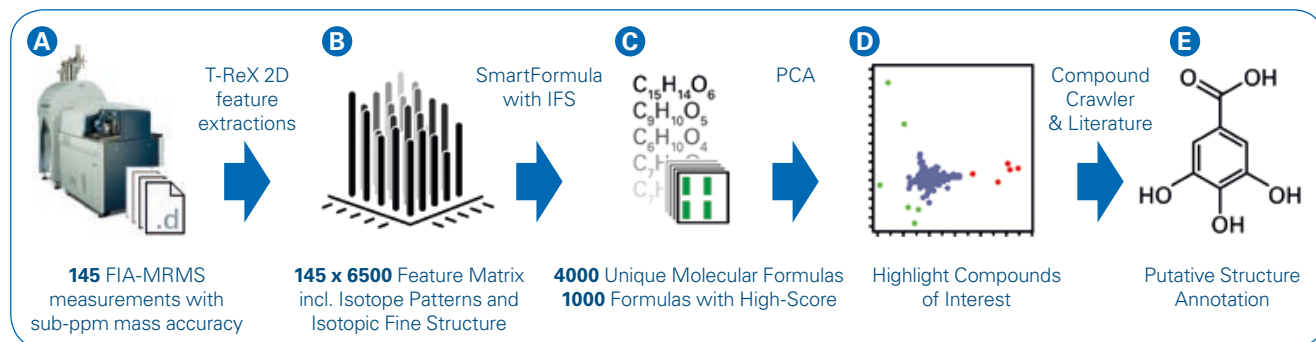 A
B
C
D
E
T-ReX 2D
feature
extractions
SmartFormula
with IFS
PCA
Compound
Crawler
& Literature
.d
C₁₅H₁₄O₆
C₉H₁₀O₅
C₆H₁₀O₄
O
OH
HO
OH
OH
145 FIA-MRMS
measurements with
sub-ppm mass accuracy
145 x 6500 Feature Matrix
incl. Isotope Patterns and
Isotopic Fine Structure
4000 Unique Molecular Formulas
1000 Formulas with High-Score
Highlight Compounds
of Interest
Putative Structure
Annotation